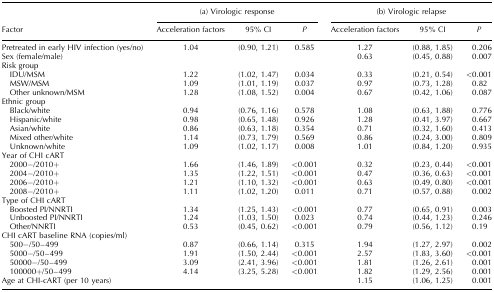 (a) Virologic response (b) Virologic relapse
Factor Acceleration factors 95% CI P Acceleration factors 95% CI P
Pretreated in early HIV infection (yes/no) 1.04 (0.90, 1.21) 0.585 1.27 (0.88, 1.85) 0.206
Sex (female/male) 0.63 (0.45, 0.88) 0.007
Risk group
IDU/MSM 1.22 (1.02, 1.47) 0.034 0.33 (0.21, 0.54) <0.001
MSW/MSM 1.09 (1.01, 1.19) 0.037 0.97 (0.73, 1.28) 0.82
Other unknown/MSM 1.28 (1.08, 1.52) 0.004 0.67 (0.42, 1.06) 0.087
Ethnic group
Black/white 0.94 (0.76, 1.16) 0.578 1.08 (0.63, 1.88) 0.776
Hispanic/white 0.98 (0.65, 1.48) 0.926 1.28 (0.41, 3.97) 0.667
Asian/white 0.86 (0.63, 1.18) 0.354 0.71 (0.32, 1.60) 0.413
Mixed other/white 1.14 (0.73, 1.79) 0.569 0.86 (0.24, 3.00) 0.809
Unknown/white 1.09 (1.02, 1.17) 0.008 1.01 (0.84, 1.20) 0.935
Year of CHI cART
2000−/2010+ 1.66 (1.46, 1.89) <0.001 0.32 (0.23, 0.44) <0.001
2004−/2010+ 1.35 (1.22, 1.51) <0.001 0.47 (0.36, 0.63) <0.001
2006−/2010+ 1.21 (1.10, 1.32) <0.001 0.63 (0.49, 0.80) <0.001
2008−/2010+ 1.11 (1.02, 1.20) 0.011 0.71 (0.57, 0.88) 0.002
Type of CHI cART
Boosted PI/NNRTI 1.34 (1.25, 1.43) <0.001 0.77 (0.65, 0.91) 0.003
Unboosted PI/NNRTI 1.24 (1.03, 1.50) 0.023 0.74 (0.44, 1.23) 0.246
Other/NNRTI 0.53 (0.45, 0.62) <0.001 0.79 (0.56, 1.12) 0.19
CHI cART baseline RNA (copies/ml)
500−/50−499 0.87 (0.66, 1.14) 0.315 1.94 (1.27, 2.97) 0.002
5000−/50−499 1.91 (1.50, 2.44) <0.001 2.57 (1.83, 3.60) <0.001
50000−/50−499 3.09 (2.41, 3.96) <0.001 1.81 (1.26, 2.61) 0.001
100000+/50−499 4.14 (3.25, 5.28) <0.001 1.82 (1.29, 2.56) 0.001
Age at CHI-cART (per 10 years) 1.15 (1.06, 1.25) 0.001